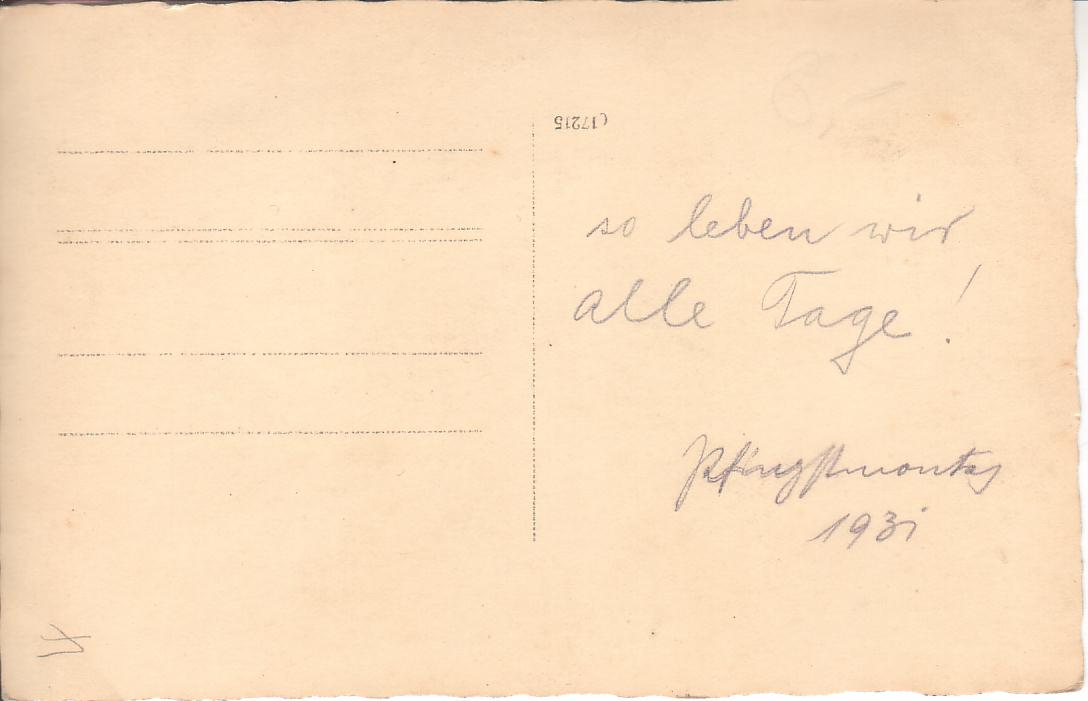 (17215
so leben wir
alle Tage!
Pfingstmontag
1931